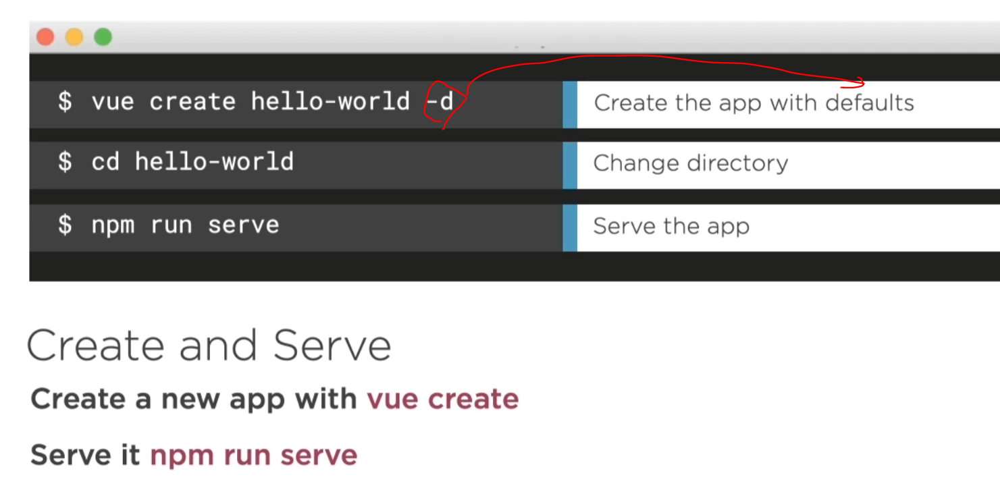 $ vue create hello-world -d
Create the app with defaults
$ cd hello-world
Change directory
$ npm run serve
Serve the app
Create and Serve
Create a new app with vue create
Serve it npm run serve